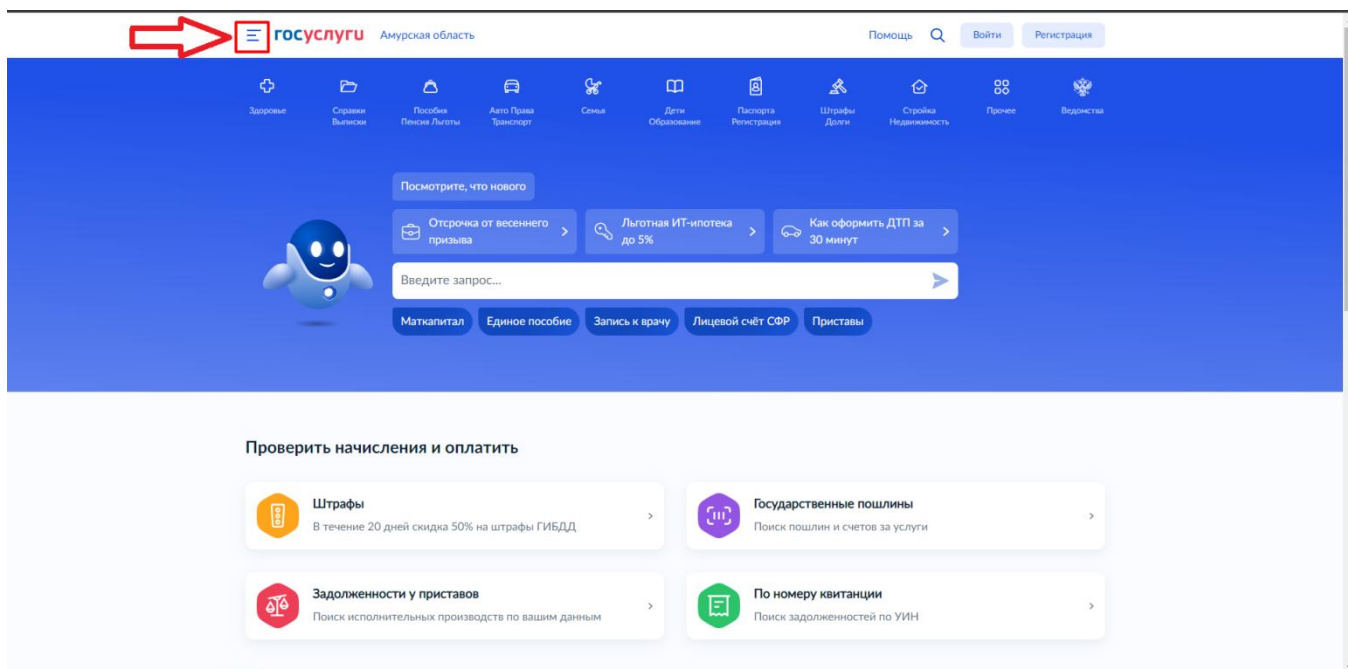 госуслуги Амурская область Помощь Войти Регистрация
Здоровье
Справки
Выписки
Пособия
Пенсия Льготы
Авто Права
Транспорт
Семья
Дети
Образование
Паспорта
Регистрация
Штрафы
Долги
Стройка
Недвижимость
Прочее
Ведомства
Посмотрите, что нового
Отсрочка от весеннего
призыва
Льготная ИТ-ипотека
до 5%
Как оформить ДТП за
30 минут
Введите запрос...
Маткапитал Единое пособие Запись к врачу Лицевой счёт СФР Приставы
Проверить начисления и оплатить
Штрафы
В течение 20 дней скидка 50% на штрафы ГИБДД
Государственные пошлины
Поиск пошлин и счетов за услуги
Задолженности у приставов
Поиск исполнительных производств по вашим данным
По номеру квитанции
Поиск задолженностей по УИН